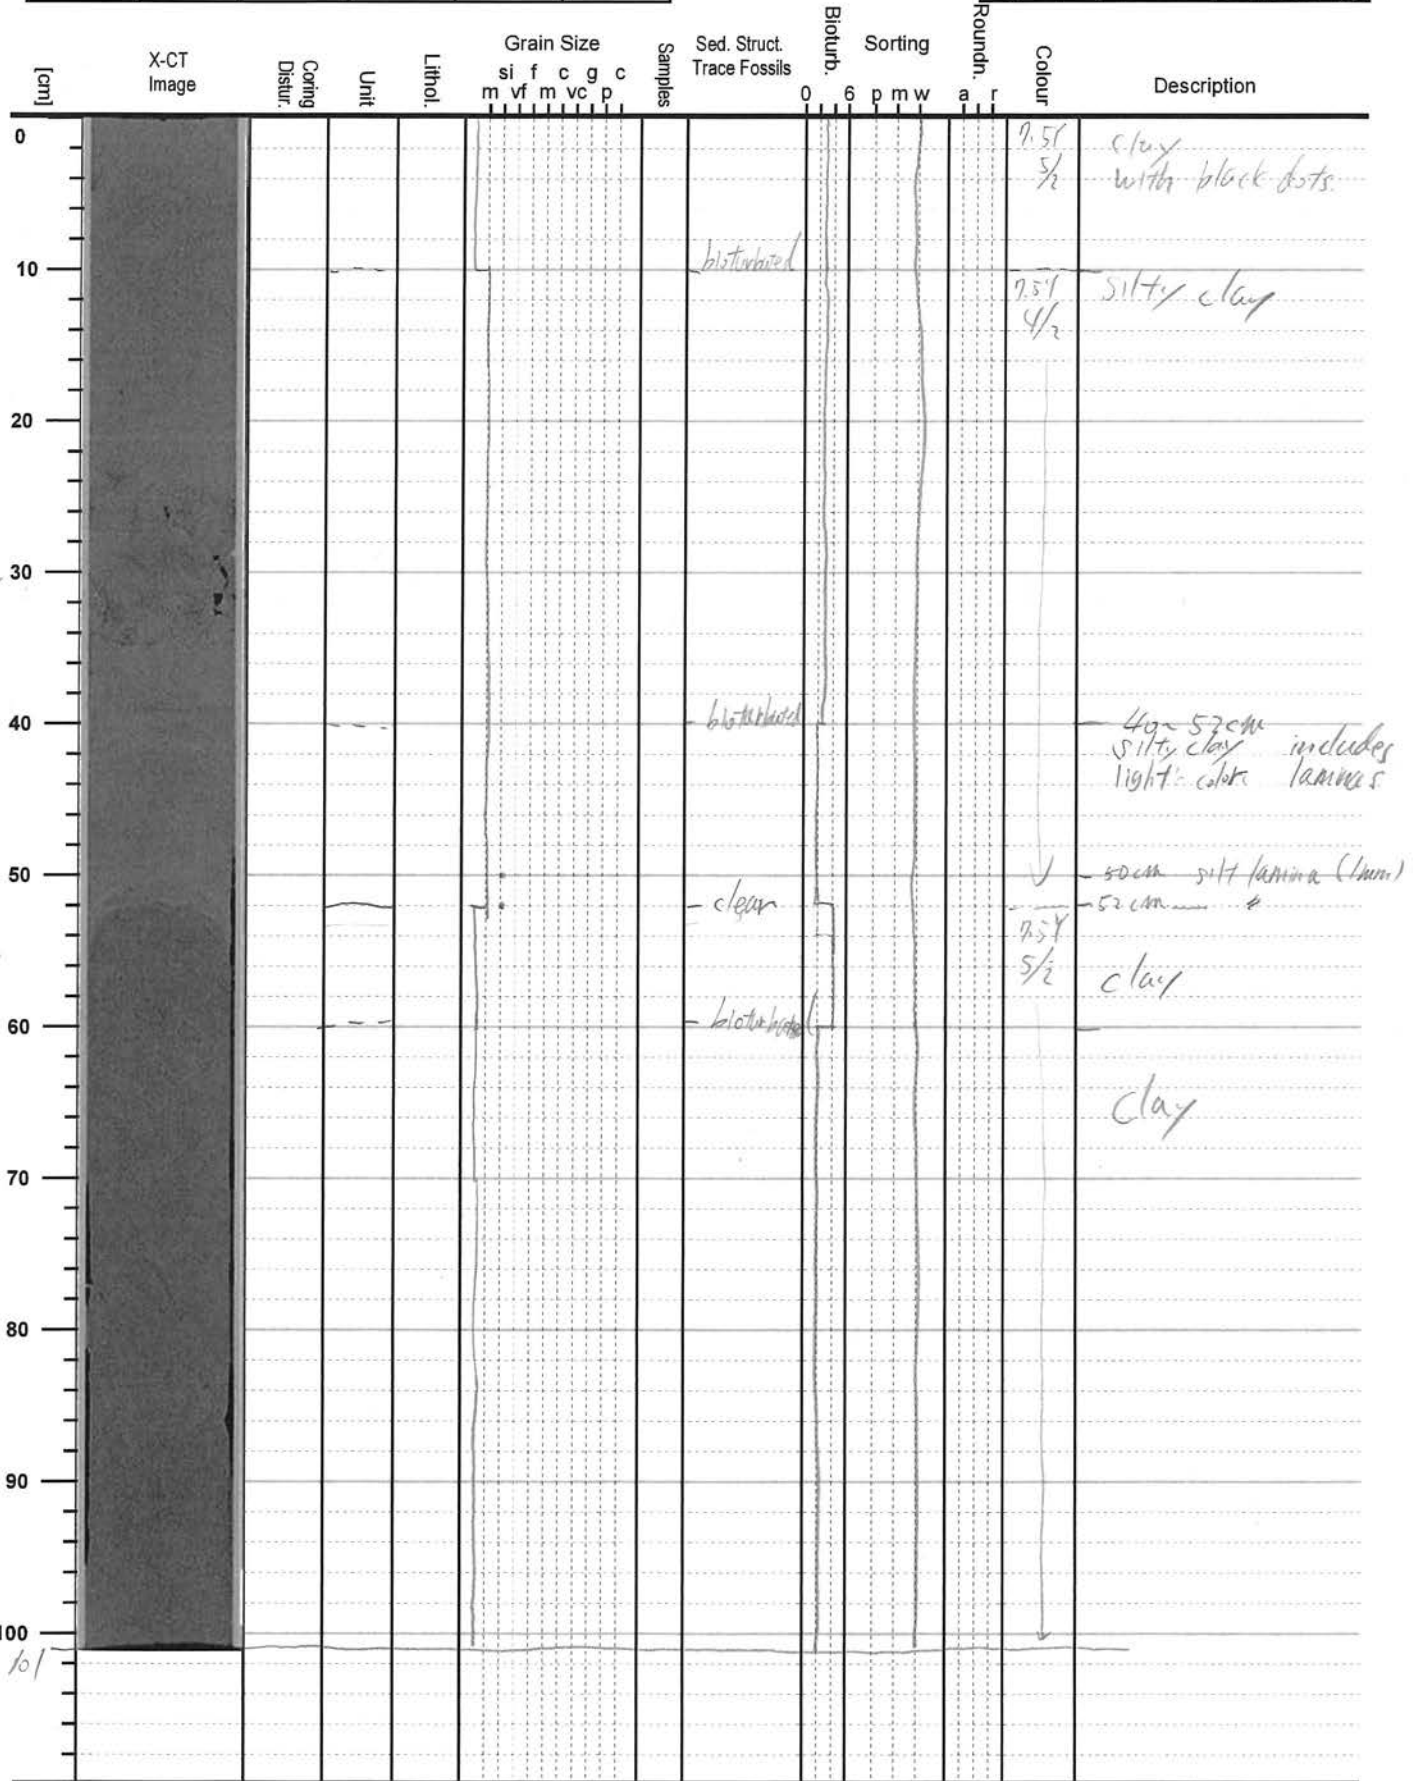 [cm]
X-CT
Image
Coring
Distur.
Unit
Lithol.
Grain Size
si f c g c
m vf m vc p
Samples
Sed. Struct.
Trace Fossils
Bioturb.
0 6
Sorting
p m w
Roundn.
a r
Colour
Description
0
7.5Y
5/2
clay
with black dots.
10
bioturbated
7.5Y
4/2
silty clay
20
30
40
bioturbated
40~52cm
silty clay includes
light-color laminas
50
50cm silt lamina (1mm)
clear
52cm 〃
7.5Y
5/2
clay
60
bioturbated
clay
70
80
90
100
101